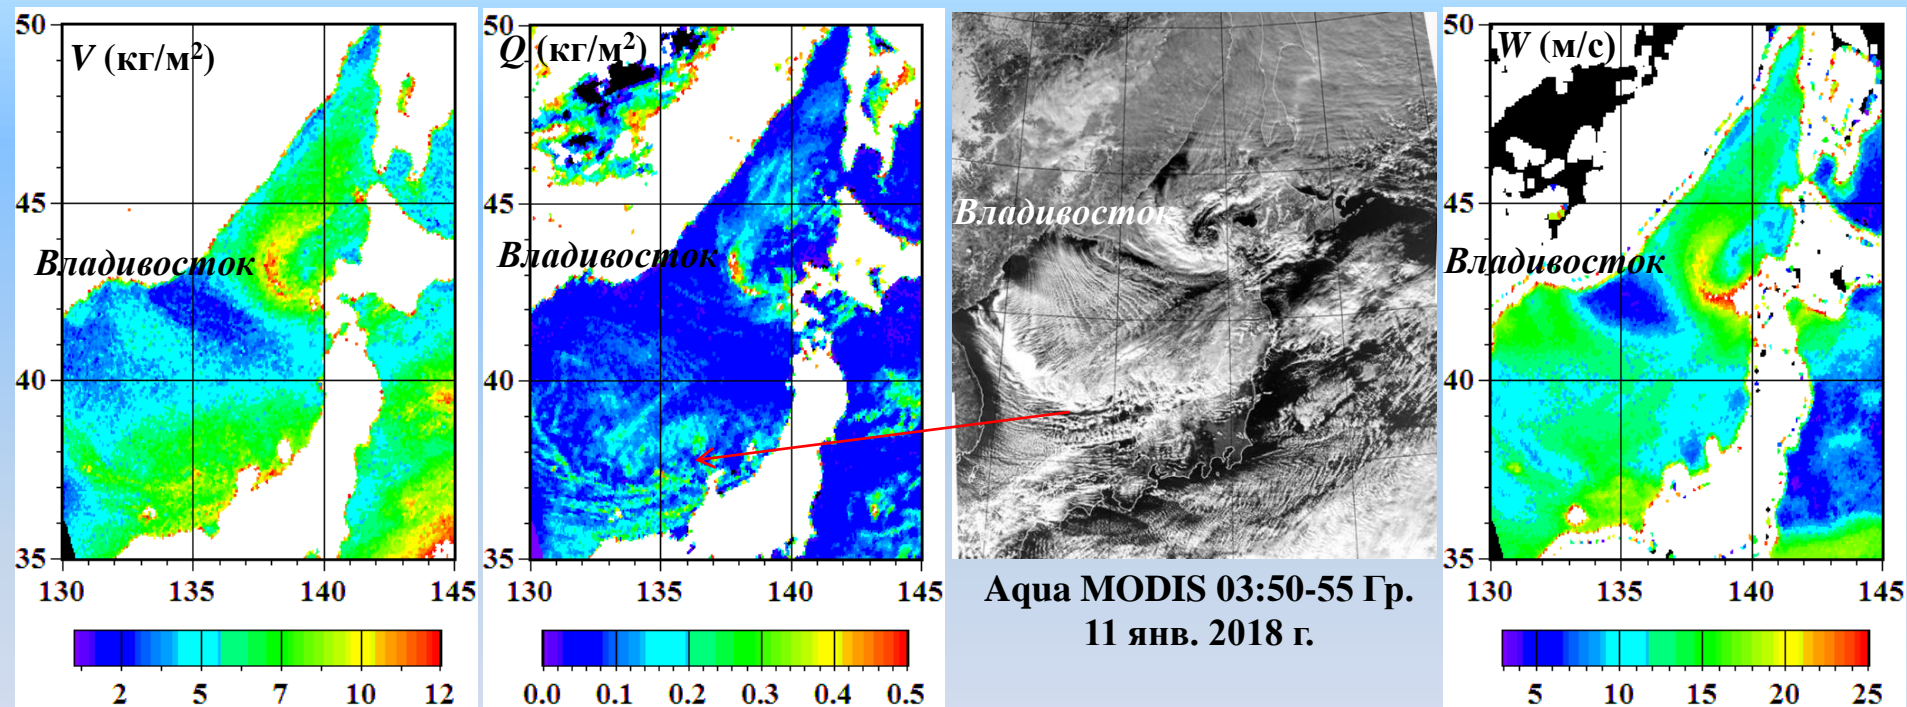 V (кг/м²)
50
45
40
35
Владивосток
130 135 140 145
2 5 7 10 12
Q (кг/м²)
50
45
40
35
Владивосток
130 135 140 145
0.0 0.1 0.2 0.3 0.4 0.5
Владивосток
Aqua MODIS 03:50-55 Гр.
11 янв. 2018 г.
W (м/с)
50
45
40
35
Владивосток
130 135 140 145
5 10 15 20 25